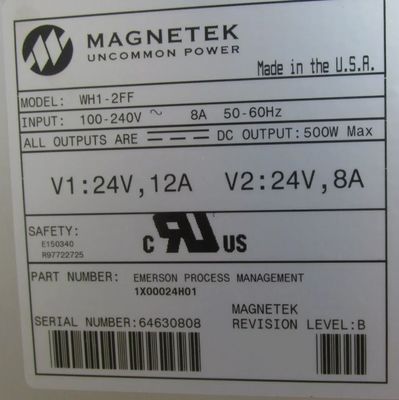 MAGNETEK
UNCOMMON POWER
Made in the U.S.A.
MODEL: WH1-2FF
INPUT: 100-240V ~ 8A 50-60Hz
ALL OUTPUTS ARE ⎓ DC OUTPUT:500W Max
V1:24V,12A V2:24V,8A
SAFETY:
E150340
R97722725
c RU US
PART NUMBER: EMERSON PROCESS MANAGEMENT
1X00024H01
MAGNETEK
SERIAL NUMBER:64630808 REVISION LEVEL:B